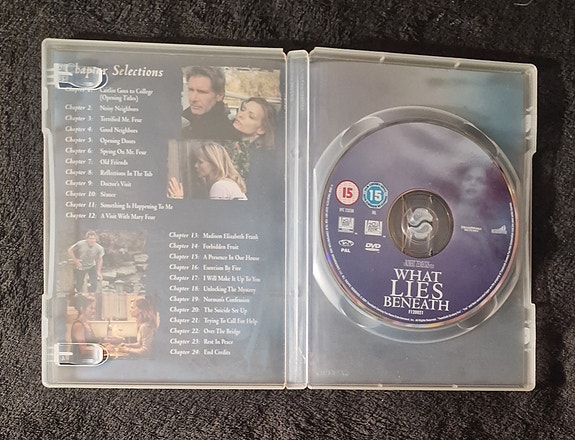 Chapter Selections
Caitlin Goes to College
(Opening Titles)
Chapter 2: Noisy Neighbors
Chapter 3: Terrified Mr. Feur
Chapter 4: Good Neighbors
Chapter 5: Opening Doors
Chapter 6: Spying On Mr. Feur
Chapter 7: Old Friends
Chapter 8: Reflections In The Tub
Chapter 9: Doctor's Visit
Chapter 10: Séance
Chapter 11: Something Is Happening To Me
Chapter 12: A Visit With Mary Feur
Chapter 13: Madison Elizabeth Frank
Chapter 14: Forbidden Fruit
Chapter 15: A Presence In Our House
Chapter 16: Exorcism By Fire
Chapter 17: I Will Make It Up To You
Chapter 18: Unlocking The Mystery
Chapter 19: Norman's Confession
Chapter 20: The Suicide Set Up
Chapter 21: Trying To Call For Help
Chapter 22: Over The Bridge
Chapter 23: Rest In Peace
Chapter 24: End Credits
15 15
PAL DVD
WHAT
LIES
BENEATH